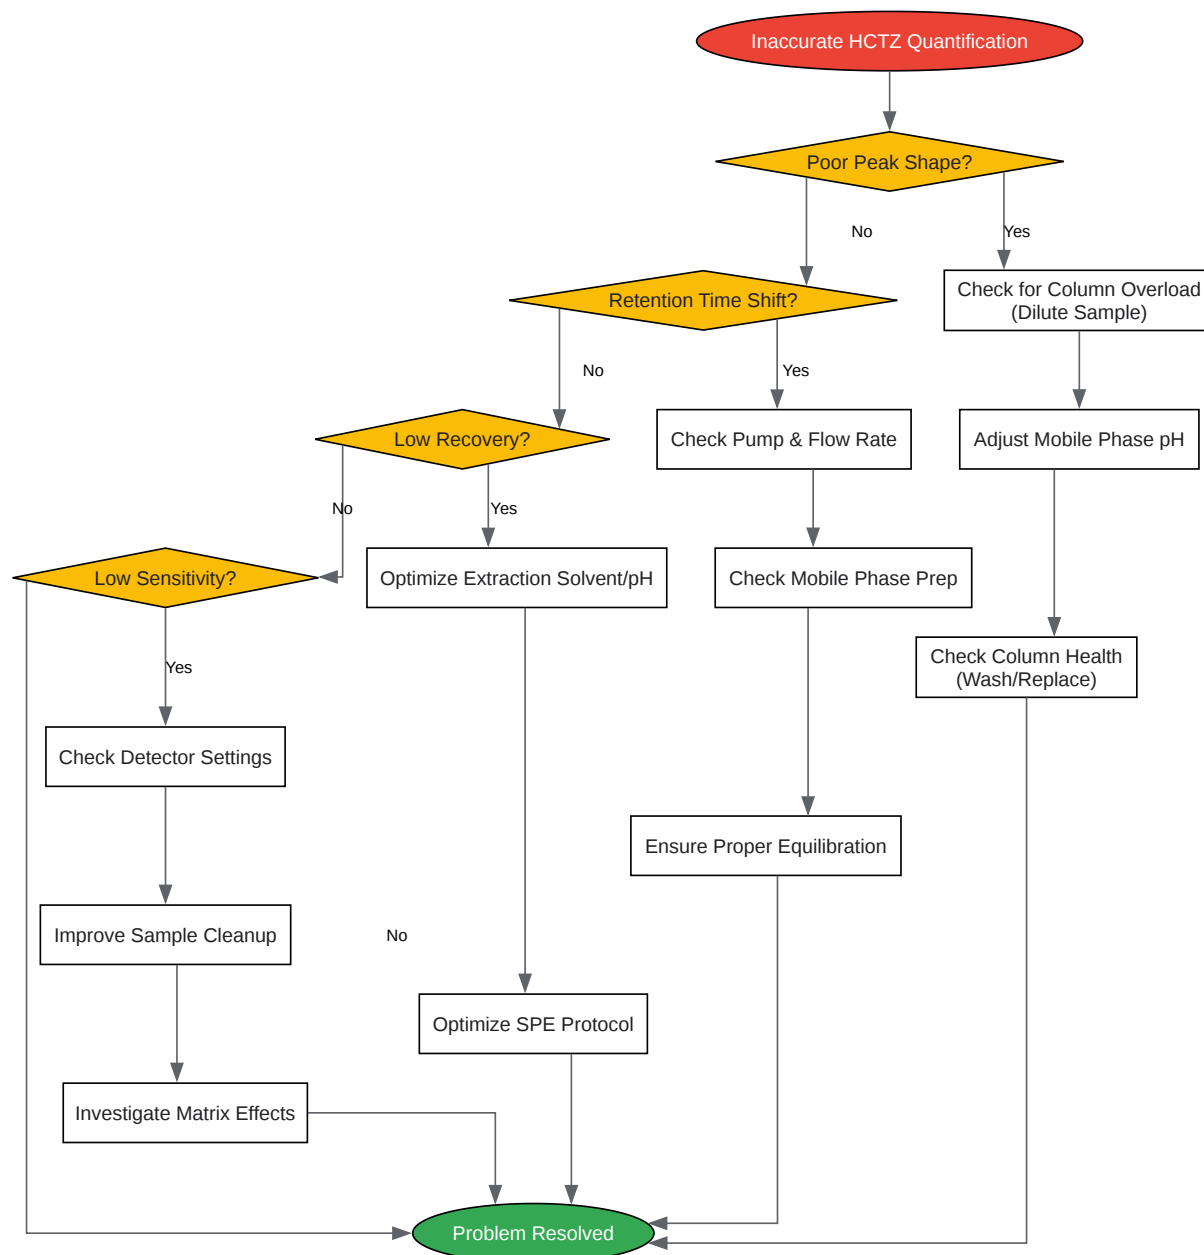 Inaccurate HCTZ Quantification
Poor Peak Shape?
No
Yes
Retention Time Shift?
Check for Column Overload
(Dilute Sample)
No
Yes
Low Recovery?
Check Pump & Flow Rate
Adjust Mobile Phase pH
No
Yes
Low Sensitivity?
Optimize Extraction Solvent/pH
Check Mobile Phase Prep
Yes
Check Column Health
(Wash/Replace)
Check Detector Settings
Ensure Proper Equilibration
Improve Sample Cleanup
No
Optimize SPE Protocol
Investigate Matrix Effects
Problem Resolved